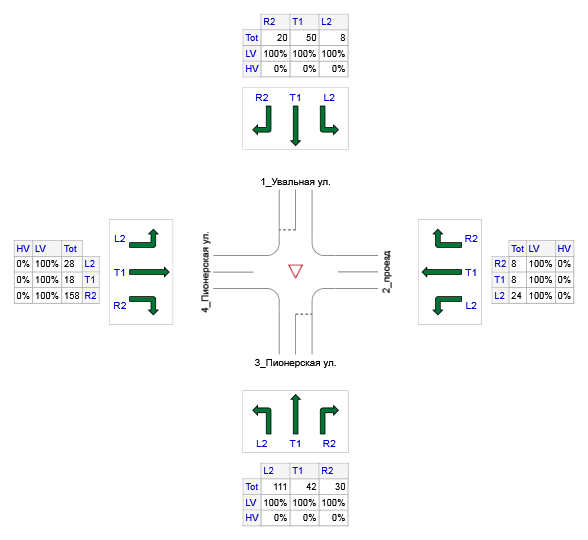 R2 T1 L2
Tot 20 50 8
LV 100% 100% 100%
HV 0% 0% 0%
R2 T1 L2
1_Увальная ул.
HV LV Tot
0% 100% 28 L2
0% 100% 18 T1
0% 100% 158 R2
L2
T1
R2
4_Пионерская ул.
2_проезд
R2
T1
L2
Tot LV HV
R2 8 100% 0%
T1 8 100% 0%
L2 24 100% 0%
3_Пионерская ул.
L2 T1 R2
L2 T1 R2
Tot 111 42 30
LV 100% 100% 100%
HV 0% 0% 0%